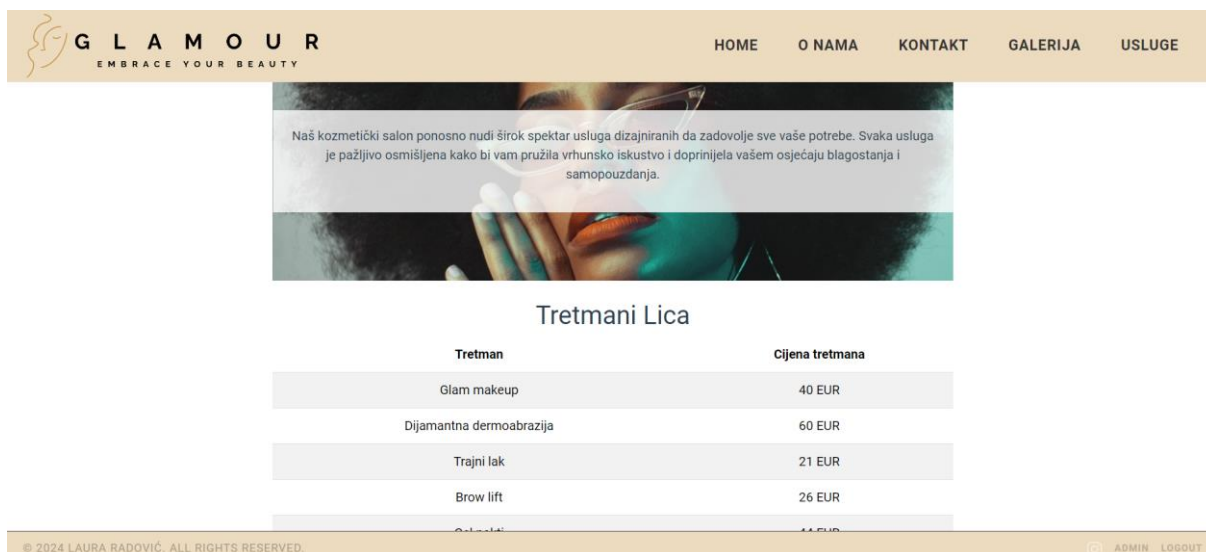 GLAMOUR
EMBRACE YOUR BEAUTY
HOME O NAMA KONTAKT GALERIJA USLUGE
Naš kozmetički salon ponosno nudi širok spektar usluga dizajniranih da zadovolje sve vaše potrebe. Svaka usluga
je pažljivo osmišljena kako bi vam pružila vrhunsko iskustvo i doprinijela vašem osjećaju blagostanja i
samopouzdanja.
Tretmani Lica
Tretman Cijena tretmana
Glam makeup 40 EUR
Dijamantna dermoabrazija 60 EUR
Trajni lak 21 EUR
Brow lift 26 EUR
© 2024 LAURA RADOVIĆ. ALL RIGHTS RESERVED. ADMIN LOGOUT